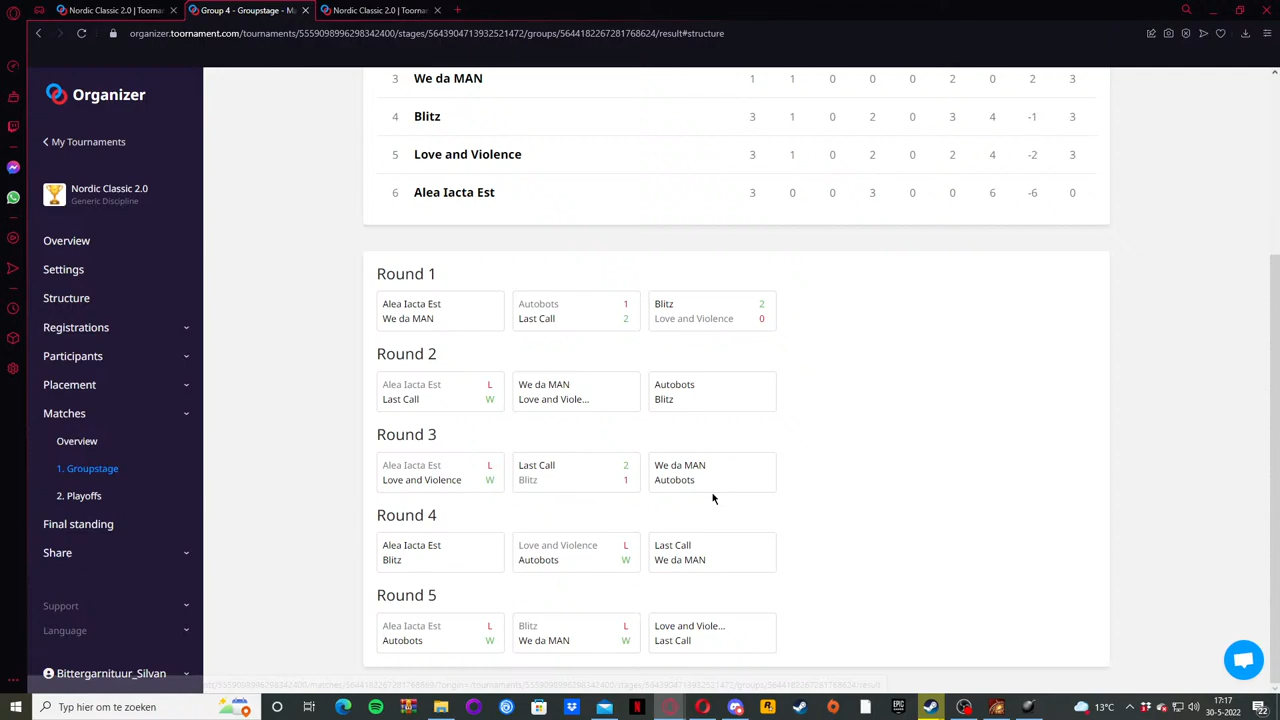 Nordic Classic 2.0 | Toorna
Group 4 - Groupstage - Ma
Nordic Classic 2.0 | Toornam
organizer.toornament.com/tournaments/5559098996298342400/stages/5643904713932521472/groups/5644182267281768624/result#structure
Organizer
My Tournaments
Nordic Classic 2.0
Generic Discipline
Overview
Settings
Structure
Registrations
Participants
Placement
Matches
Overview
1. Groupstage
2. Playoffs
Final standing
Share
Support
Language
Bittergarnituur_Silvan
3 We da MAN 1 1 0 0 0 2 0 2 3
4 Blitz 3 1 0 2 0 3 4 -1 3
5 Love and Violence 3 1 0 2 0 2 4 -2 3
6 Alea Iacta Est 3 0 0 3 0 0 6 -6 0
Round 1
Alea Iacta Est
We da MAN
Autobots 1
Last Call 2
Blitz 2
Love and Violence 0
Round 2
Alea Iacta Est L
Last Call W
We da MAN
Love and Viole...
Autobots
Blitz
Round 3
Alea Iacta Est L
Love and Violence W
Last Call 2
Blitz 1
We da MAN
Autobots
Round 4
Alea Iacta Est
Blitz
Love and Violence L
Autobots W
Last Call
We da MAN
Round 5
Alea Iacta Est L
Autobots W
Blitz L
We da MAN W
Love and Viole...
Last Call
Typ hier om te zoeken
13°C
17:17
30-5-2022